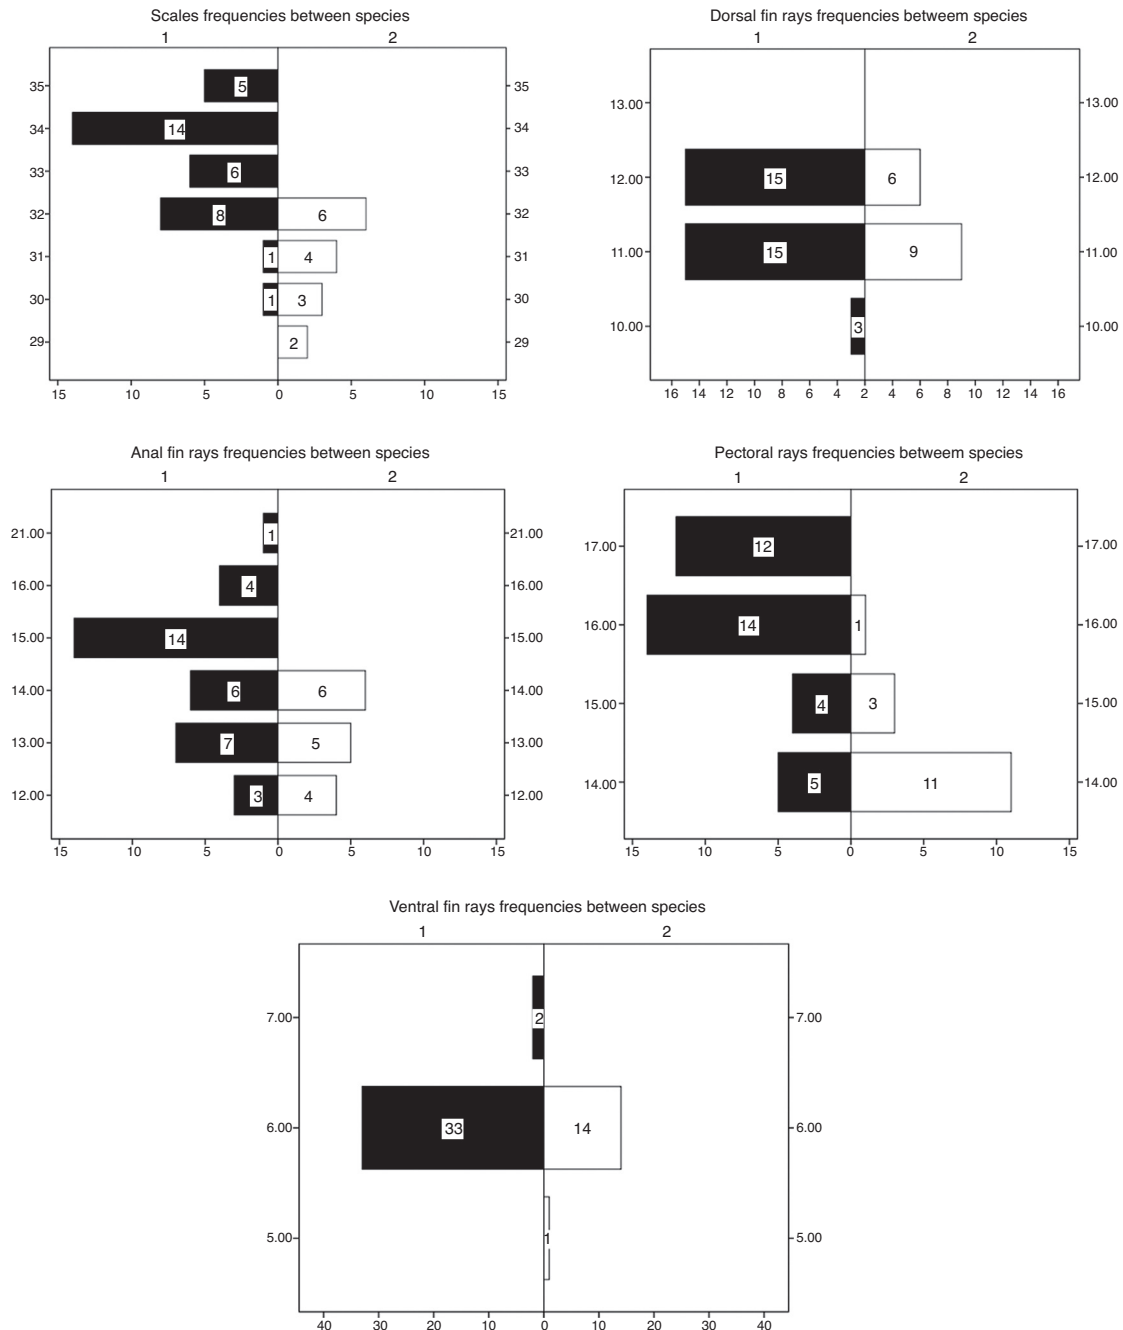 Scales frequencies between species
1 2
35 5 35
34 14 34
33 6 33
32 8 6 32
31 1 4 31
30 1 3 30
29 2 29
15 10 5 0 5 10 15
Dorsal fin rays frequencies betweem species
1 2
13.00 13.00
12.00 15 6 12.00
11.00 15 9 11.00
10.00 3 10.00
16 14 12 10 8 6 4 2 4 6 8 10 12 14 16
Anal fin rays frequencies between species
1 2
21.00 1 21.00
16.00 4 16.00
15.00 14 15.00
14.00 6 6 14.00
13.00 7 5 13.00
12.00 3 4 12.00
15 10 5 0 5 10 15
Pectoral rays frequencies betweem species
1 2
17.00 12 17.00
16.00 14 1 16.00
15.00 4 3 15.00
14.00 5 11 14.00
15 10 5 0 5 10 15
Ventral fin rays frequencies between species
1 2
7.00 2 7.00
6.00 33 14 6.00
5.00 1 5.00
40 30 20 10 0 10 20 30 40